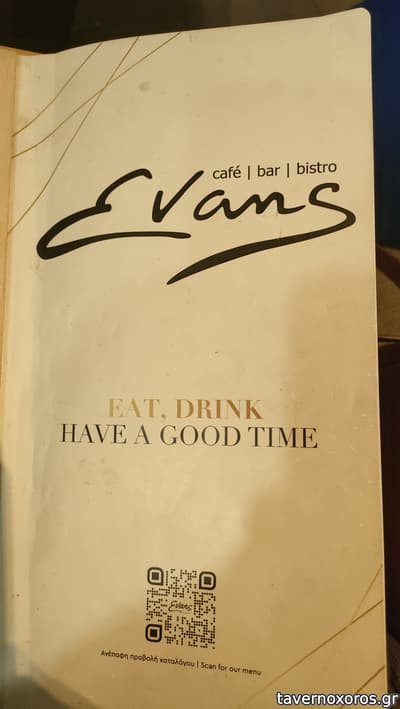 café | bar | bistro
Evans
EAT, DRINK
HAVE A GOOD TIME
Evans
Ανέπαφη προβολή καταλόγου | Scan for our menu
tavernoxoros.gr